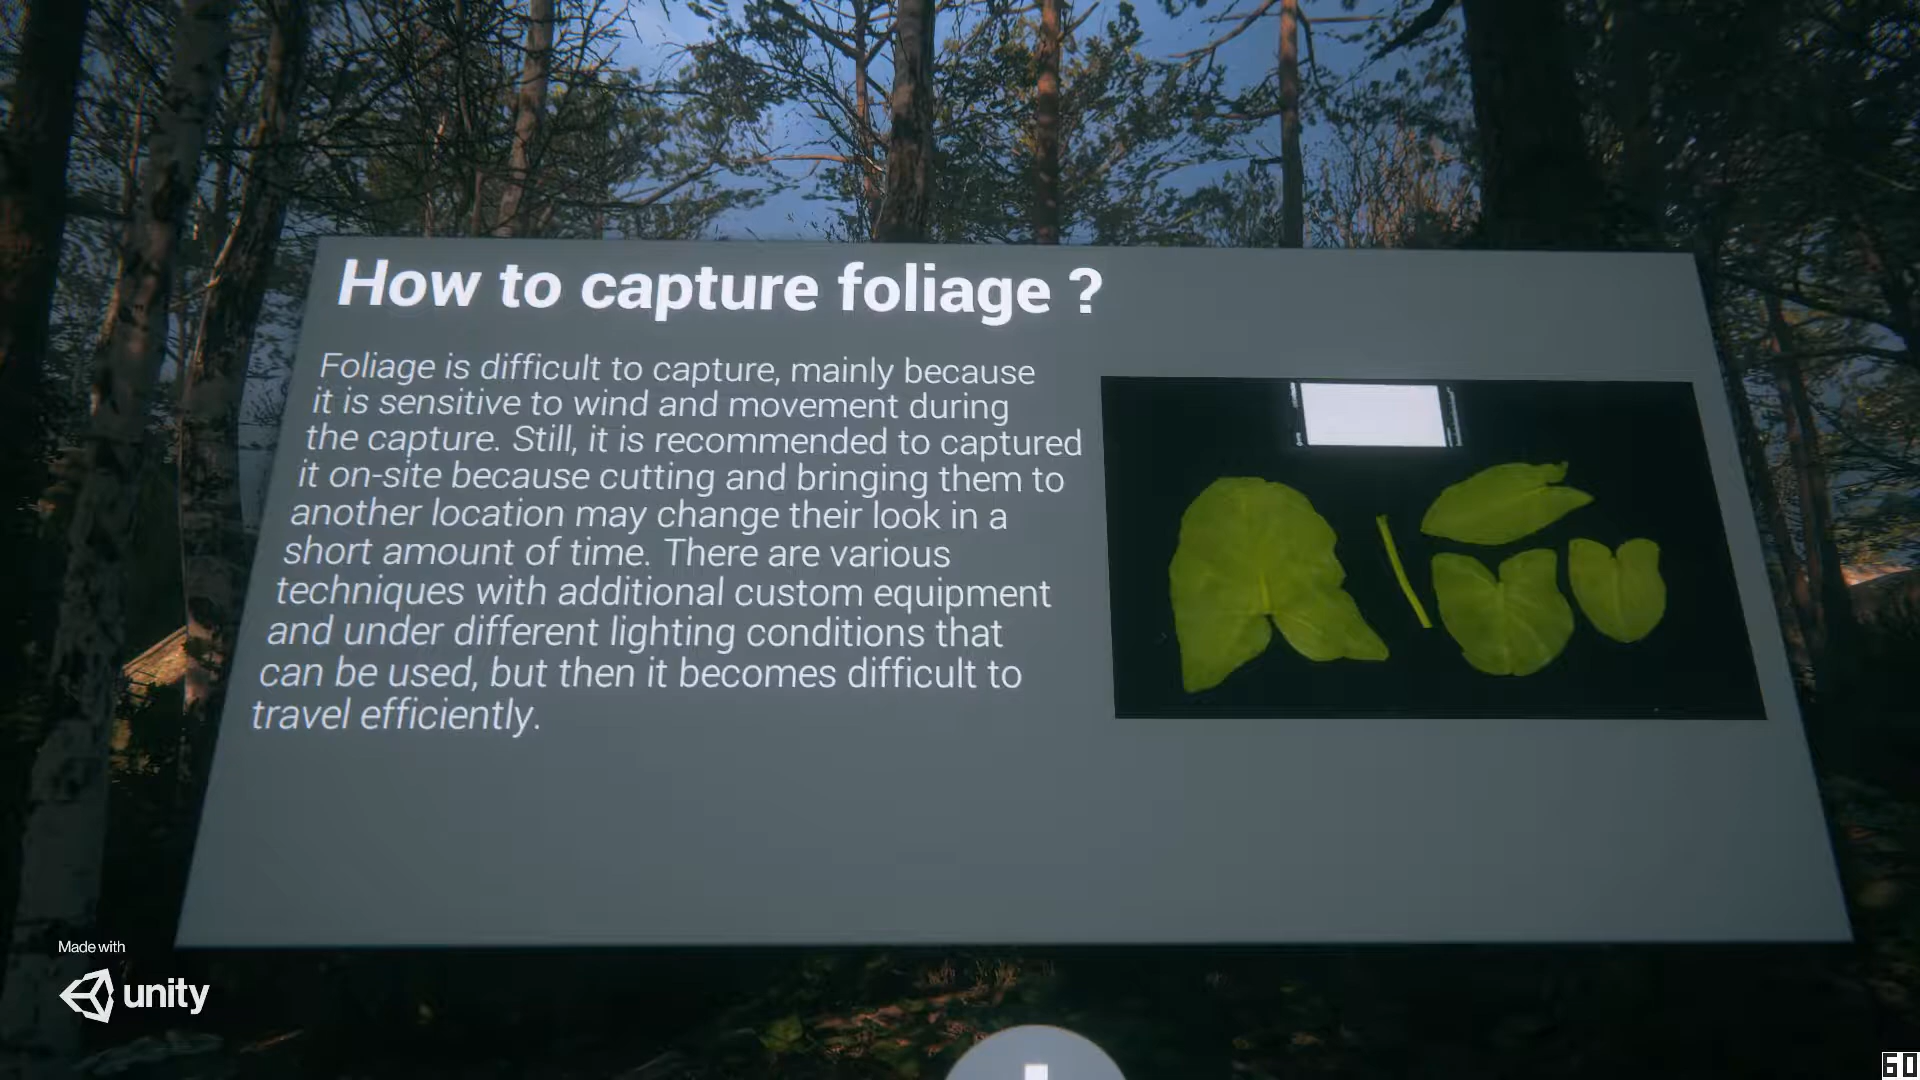 How to capture foliage ?
Foliage is difficult to capture, mainly because
it is sensitive to wind and movement during
the capture. Still, it is recommended to captured
it on-site because cutting and bringing them to
another location may change their look in a
short amount of time. There are various
techniques with additional custom equipment
and under different lighting conditions that
can be used, but then it becomes difficult to
travel efficiently.
Made with
unity
60